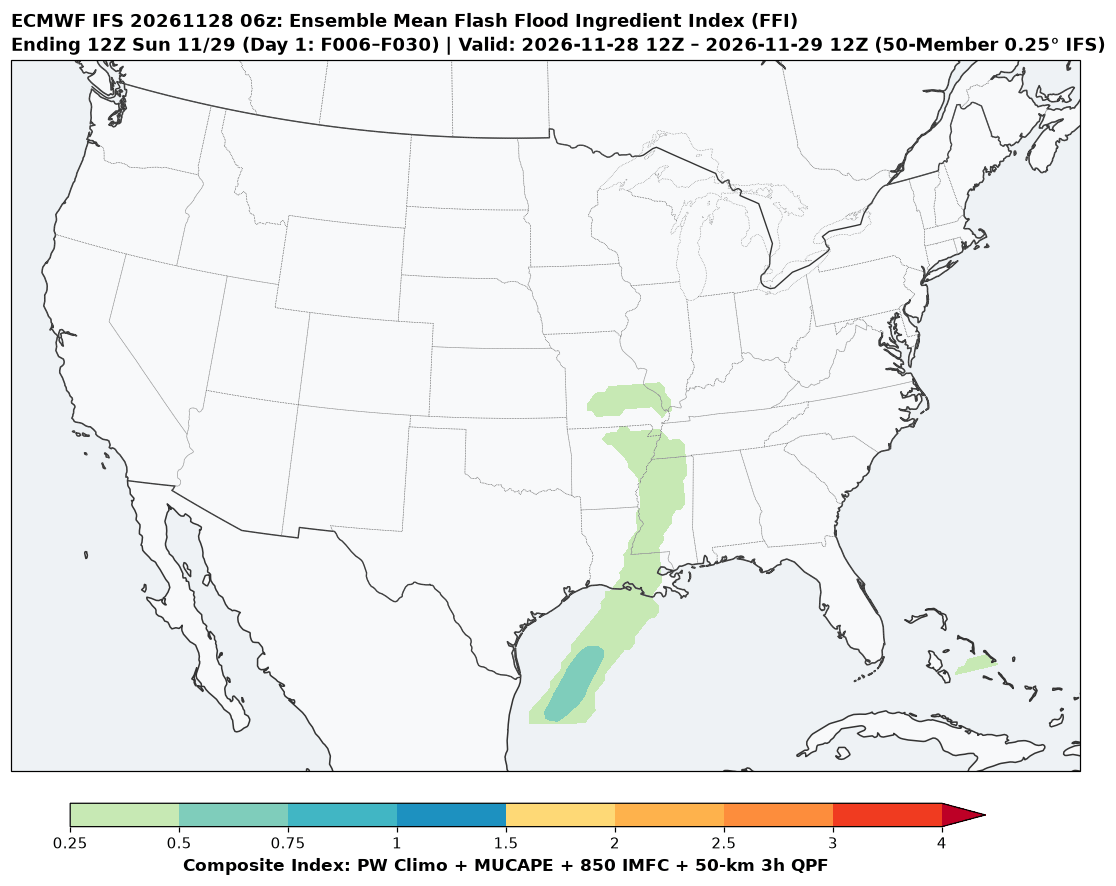 ECMWF IFS 20261128 06z: Ensemble Mean Flash Flood Ingredient Index (FFI)
Ending 12Z Sun 11/29 (Day 1: F006–F030) | Valid: 2026-11-28 12Z – 2026-11-29 12Z (50-Member 0.25° IFS)
0.25 0.5 0.75 1 1.5 2 2.5 3 4
Composite Index: PW Climo + MUCAPE + 850 IMFC + 50-km 3h QPF